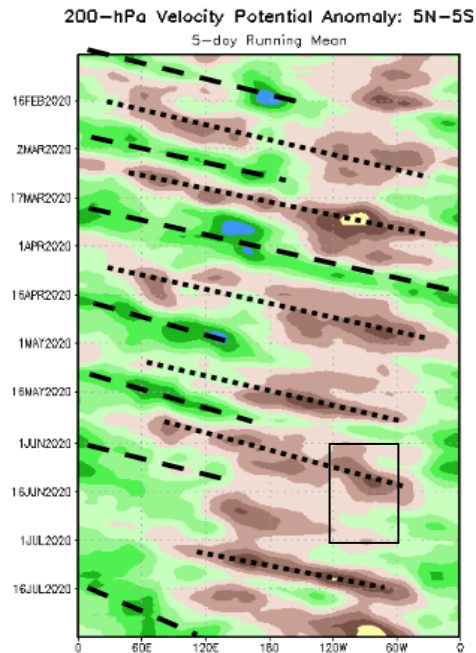 200-hPa Velocity Potential Anomaly: 5N-5S
5-day Running Mean
16FEB2020
2MAR2020
17MAR2020
1APR2020
16APR2020
1MAY2020
16MAY2020
1JUN2020
16JUN2020
1JUL2020
16JUL2020
0 60E 120E 180 120W 60W 0